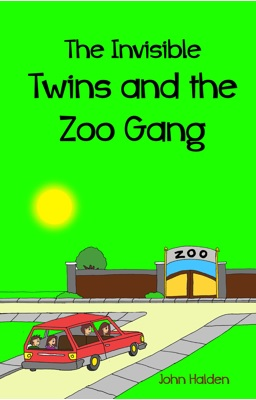 The Invisible
Twins and the
Zoo Gang
ZOO
John Halden